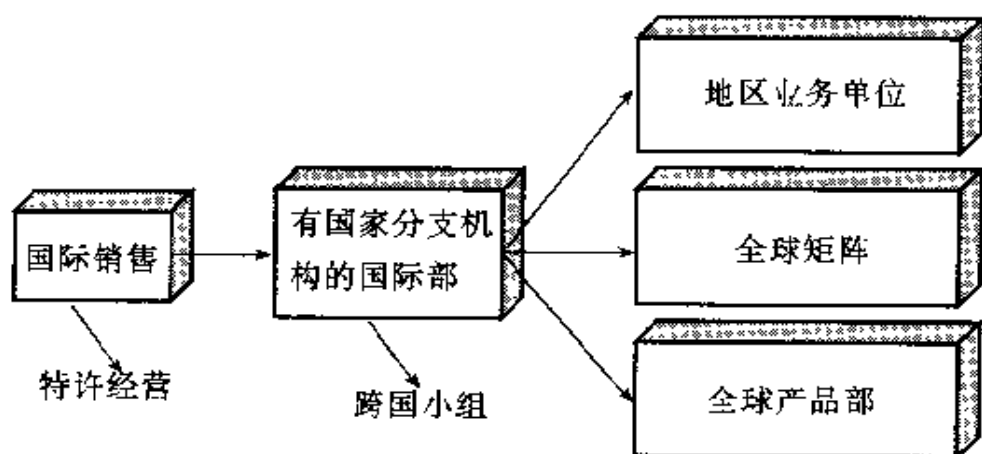 国际销售
特许经营
有国家分支机
构的国际部
跨国小组
地区业务单位
全球矩阵
全球产品部